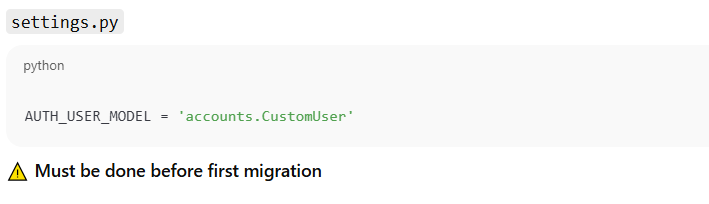 settings.py
python
AUTH_USER_MODEL = 'accounts.CustomUser'
⚠️ Must be done before first migration